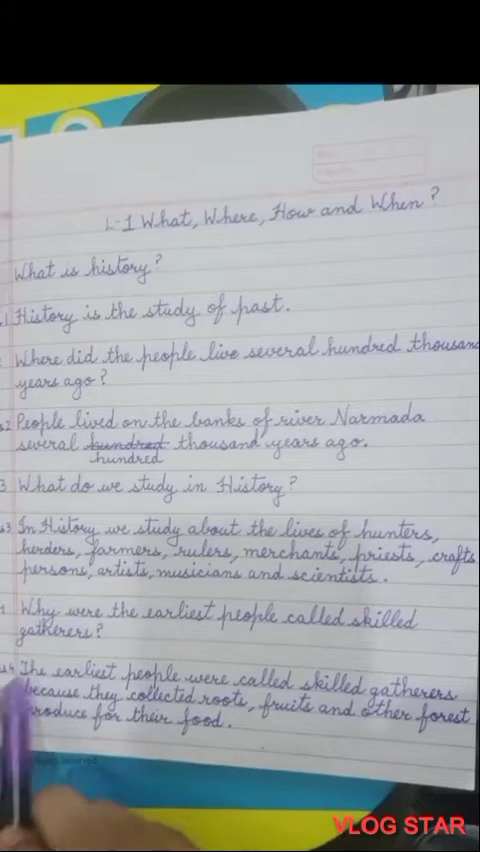 L-1 What, Where, How and When?
What is history?
s.1 History is the study of past.
Where did the people live several hundred thousand
years ago?
s2 People lived on the banks of river Narmada
several hundred thousand years ago.
hundred
3 What do we study in History?
s3 In History we study about the lives of hunters,
herders, farmers, rulers, merchants, priests, crafts
persons, artists, musicians and scientists.
Why were the earliest people called skilled
gatherers?
s4. The earliest people were called skilled gatherers
because they collected roots, fruits and other forest
produce for their food.
VLOG STAR